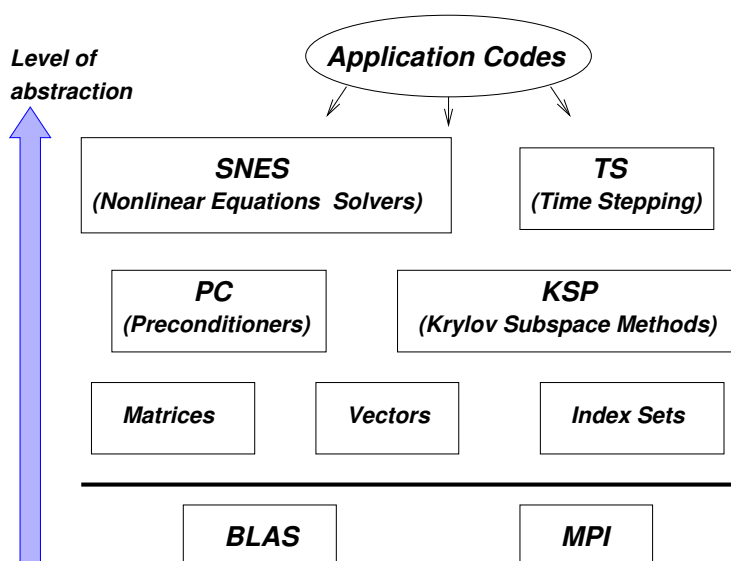 Level of
abstraction
Application Codes
SNES
(Nonlinear Equations Solvers)
TS
(Time Stepping)
PC
(Preconditioners)
KSP
(Krylov Subspace Methods)
Matrices
Vectors
Index Sets
BLAS
MPI